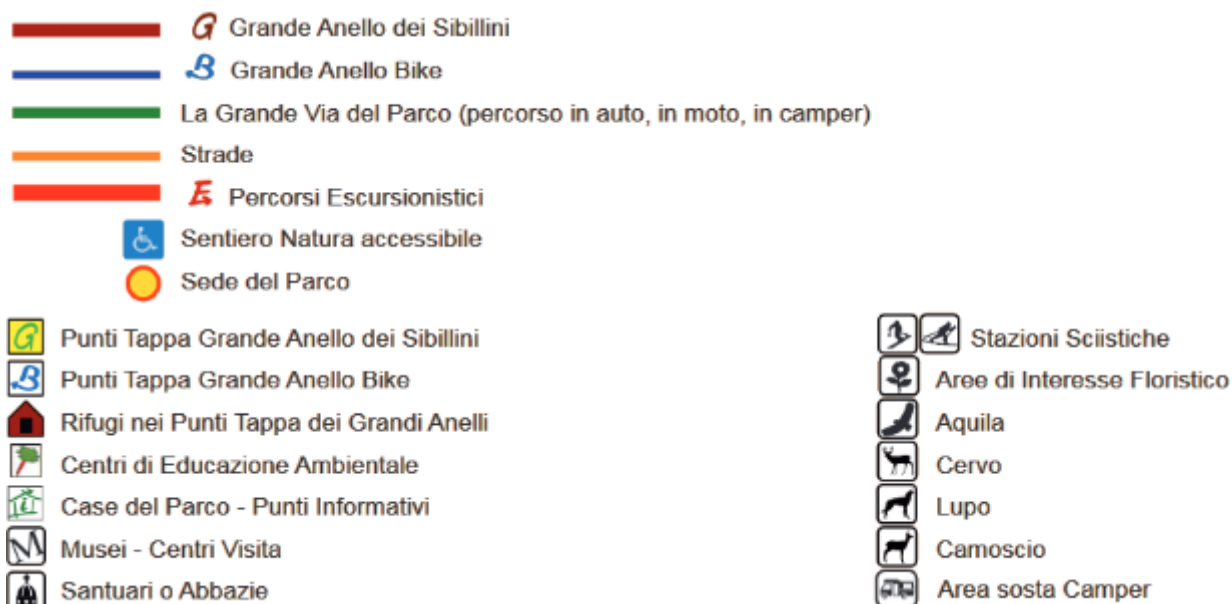 G Grande Anello dei Sibillini
B Grande Anello Bike
La Grande Via del Parco (percorso in auto, in moto, in camper)
Strade
E Percorsi Escursionistici
Sentiero Natura accessibile
Sede del Parco
G Punti Tappa Grande Anello dei Sibillini
B Punti Tappa Grande Anello Bike
Rifugi nei Punti Tappa dei Grandi Anelli
Centri di Educazione Ambientale
i Case del Parco - Punti Informativi
M Musei - Centri Visita
Santuari o Abbazie
Stazioni Sciistiche
Aree di Interesse Floristico
Aquila
Cervo
Lupo
Camoscio
Area sosta Camper